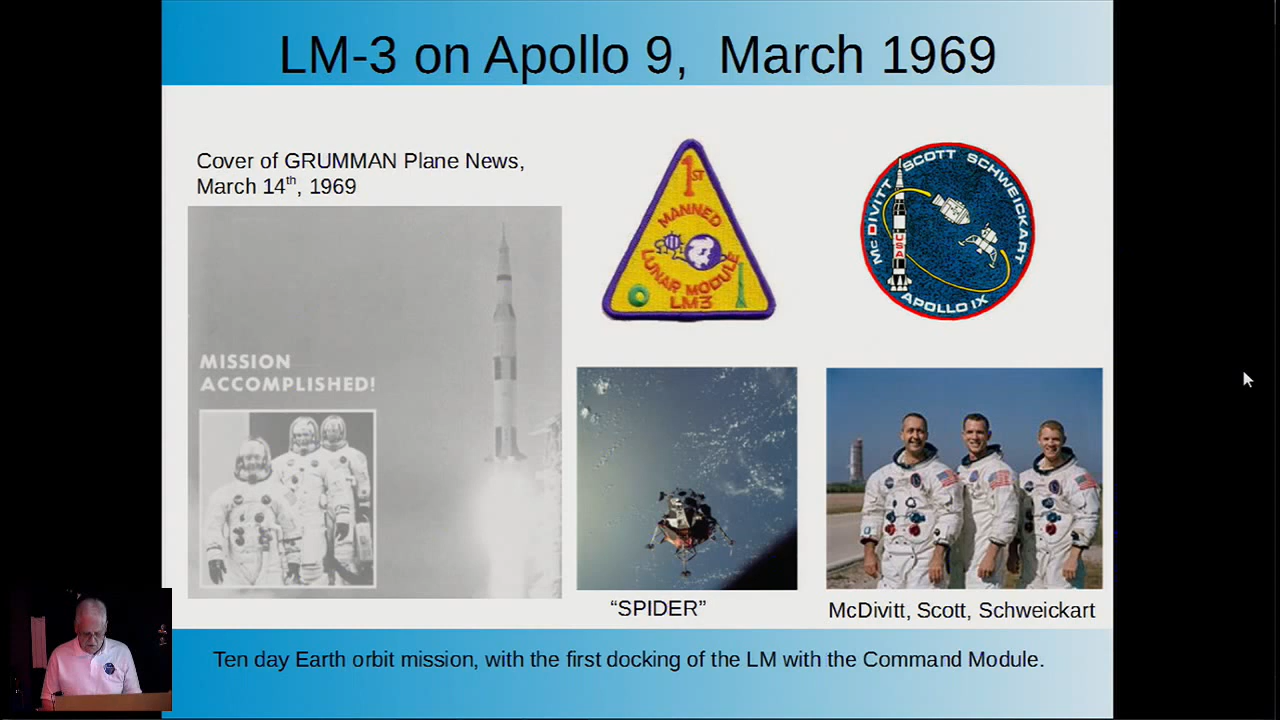 LM-3 on Apollo 9, March 1969
Cover of GRUMMAN Plane News,
March 14th, 1969
MISSION
ACCOMPLISHED!
1ST
MANNED
LUNAR MODULE
LM3
McDIVITT SCOTT SCHWEICKART
USA
APOLLO IX
“SPIDER”
McDivitt, Scott, Schweickart
Ten day Earth orbit mission, with the first docking of the LM with the Command Module.